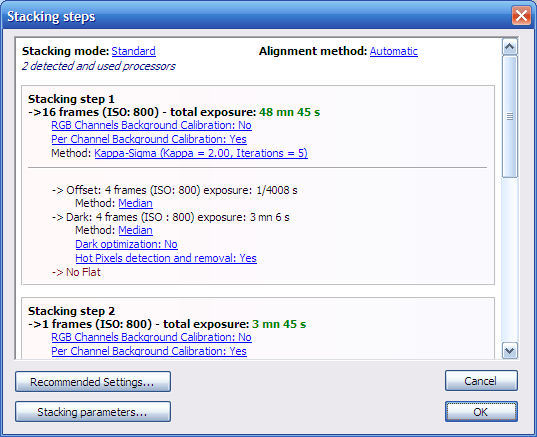 Stacking steps
Stacking mode: Standard Alignment method: Automatic
2 detected and used processors
Stacking step 1
->16 frames (ISO: 800) - total exposure: 48 mn 45 s
RGB Channels Background Calibration: No
Per Channel Background Calibration: Yes
Method: Kappa-Sigma (Kappa = 2.00, Iterations = 5)
-> Offset: 4 frames (ISO: 800) exposure: 1/4008 s
Method: Median
-> Dark: 4 frames (ISO : 800) exposure: 3 mn 6 s
Method: Median
Dark optimization: No
Hot Pixels detection and removal: Yes
-> No Flat
Stacking step 2
->1 frames (ISO: 800) - total exposure: 3 mn 45 s
RGB Channels Background Calibration: No
Per Channel Background Calibration: Yes
Recommended Settings... Cancel
Stacking parameters... OK